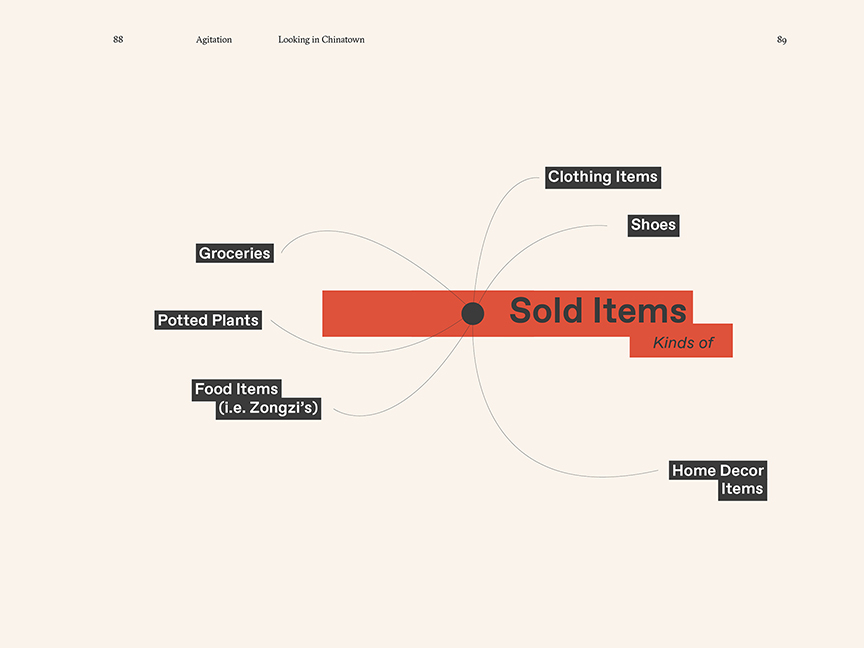 88 Agitation Looking in Chinatown 89
Clothing Items
Shoes
Groceries
Sold Items
Potted Plants
Kinds of
Food Items
(i.e. Zongzi's)
Home Decor
Items